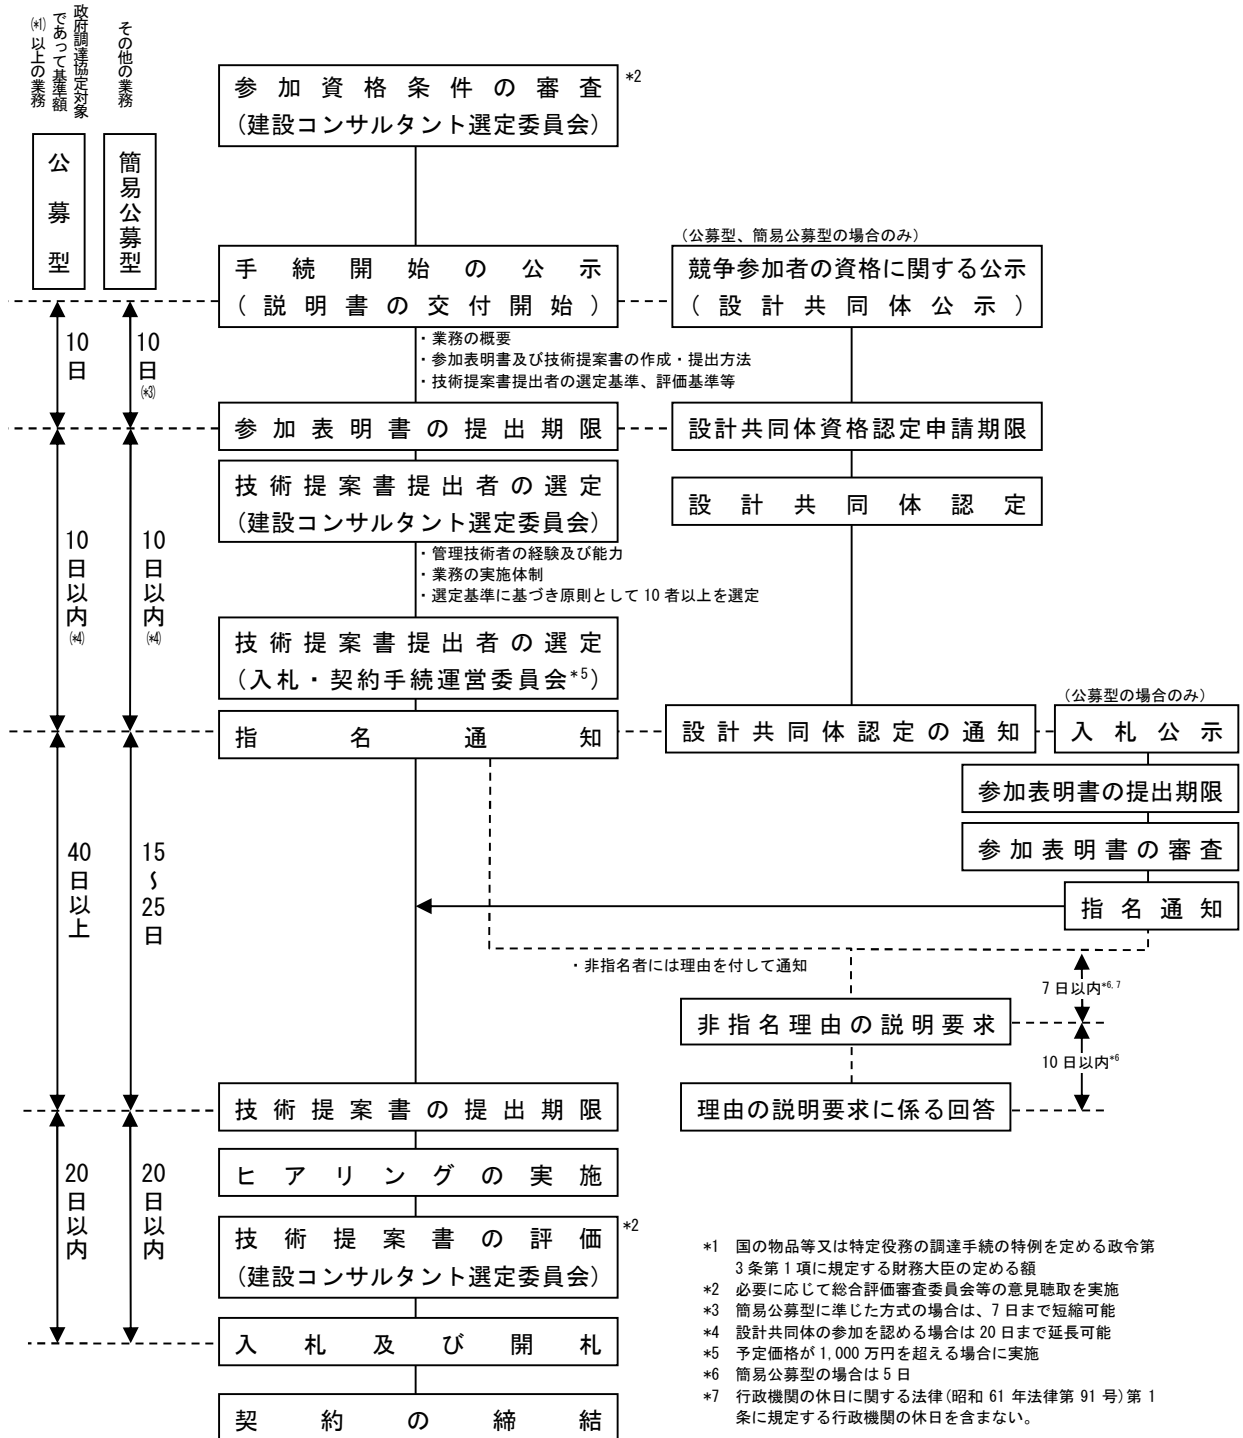 政府調達協定対象
であって基準額
(*1)以上の業務
その他の業務
公募型
簡易公募型
参加資格条件の審査*2
(建設コンサルタント選定委員会)
(公募型、簡易公募型の場合のみ)
手続開始の公示
(説明書の交付開始)
競争参加者の資格に関する公示
(設計共同体公示)
10日
10日(*3)
・業務の概要
・参加表明書及び技術提案書の作成・提出方法
・技術提案書提出者の選定基準、評価基準等
参加表明書の提出期限
設計共同体資格認定申請期限
技術提案書提出者の選定
(建設コンサルタント選定委員会)
設計共同体認定
10日以内(*4)
10日以内(*4)
・管理技術者の経験及び能力
・業務の実施体制
・選定基準に基づき原則として10者以上を選定
技術提案書提出者の選定
(入札・契約手続運営委員会*5)
(公募型の場合のみ)
指名通知
設計共同体認定の通知
入札公示
参加表明書の提出期限
参加表明書の審査
指名通知
40日以上
15~25日
・非指名者には理由を付して通知
7日以内*6,7
非指名理由の説明要求
10日以内*6
技術提案書の提出期限
理由の説明要求に係る回答
ヒアリングの実施
20日以内
20日以内
技術提案書の評価*2
(建設コンサルタント選定委員会)
入札及び開札
契約の締結
*1 国の物品等又は特定役務の調達手続の特例を定める政令第
3条第1項に規定する財務大臣の定める額
*2 必要に応じて総合評価審査委員会等の意見聴取を実施
*3 簡易公募型に準じた方式の場合は、7日まで短縮可能
*4 設計共同体の参加を認める場合は20日まで延長可能
*5 予定価格が1,000万円を超える場合に実施
*6 簡易公募型の場合は5日
*7 行政機関の休日に関する法律(昭和61年法律第91号)第1
条に規定する行政機関の休日を含まない。